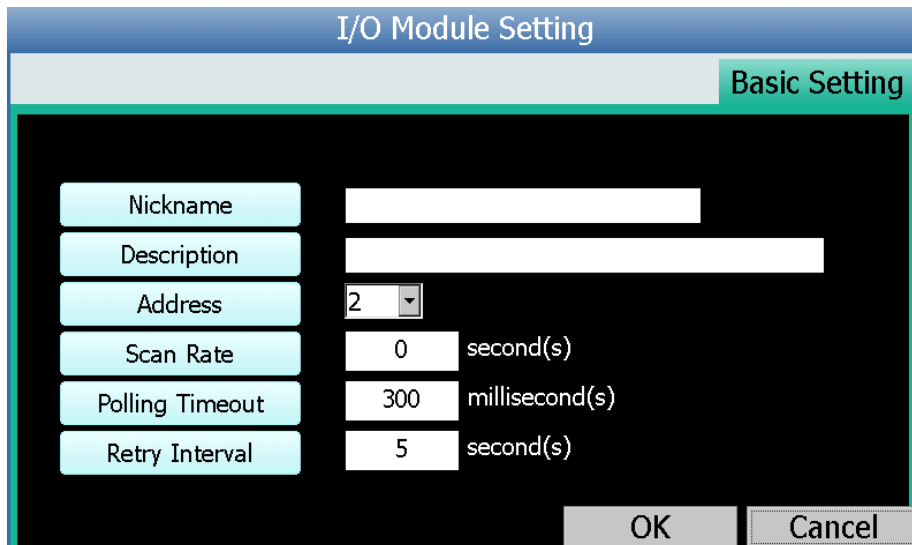 I/O Module Setting
Basic Setting
Nickname
Description
Address 2
Scan Rate 0 second(s)
Polling Timeout 300 millisecond(s)
Retry Interval 5 second(s)
OK Cancel